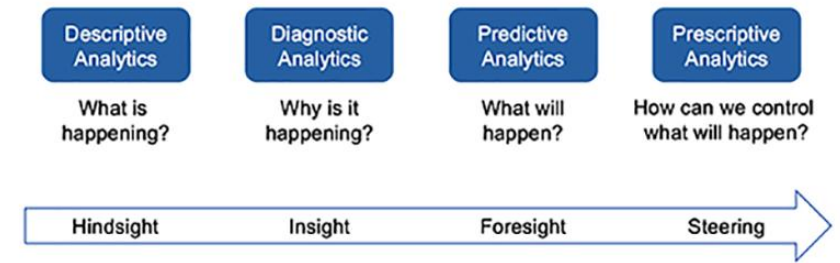 Descriptive
Analytics
Diagnostic
Analytics
Predictive
Analytics
Prescriptive
Analytics
What is
happening?
Why is it
happening?
What will
happen?
How can we control
what will happen?
Hindsight
Insight
Foresight
Steering